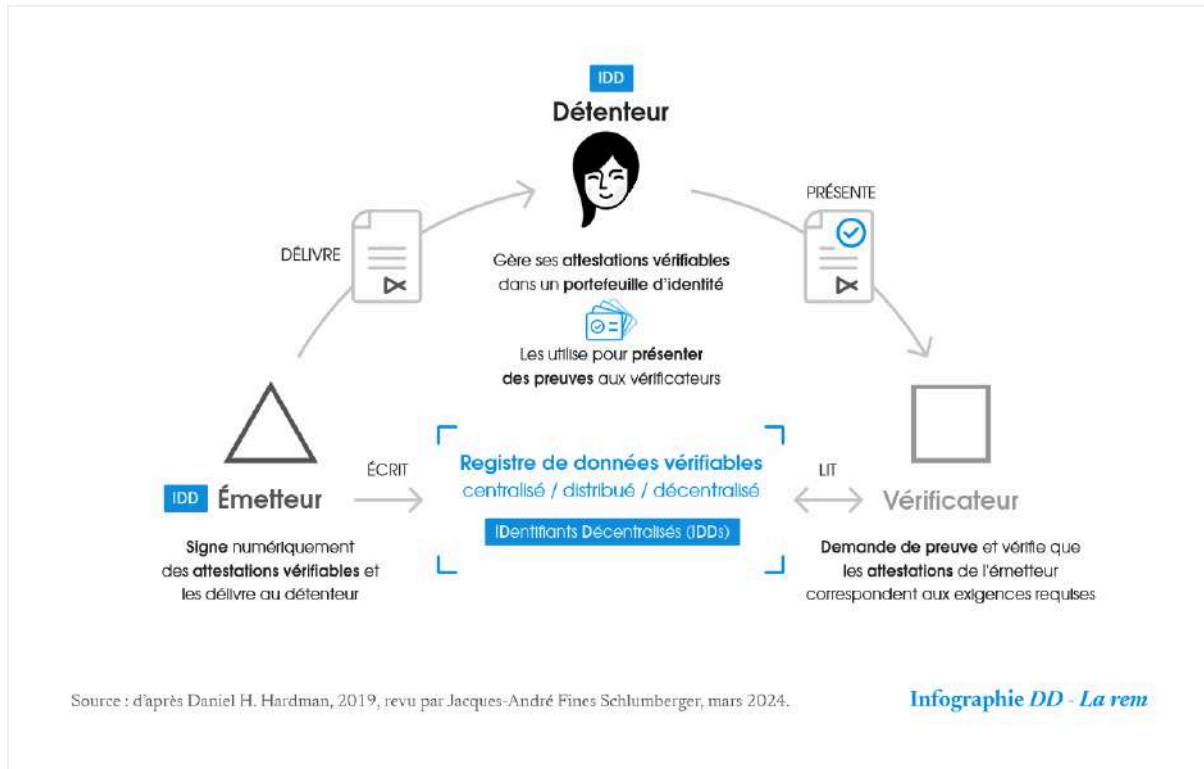 IDD
Détenteur
PRÉSENTE
DÉLIVRE
Gère ses attestations vérifiables
dans un portefeuille d'identité
Les utilise pour présenter
des preuves aux vérificateurs
ÉCRIT
Registre de données vérifiables
centralisé / distribué / décentralisé
IDentifiants Décentralisés (IDDs)
LIT
IDD Émetteur
Vérificateur
Signe numériquement
des attestations vérifiables et
les délivre au détenteur
Demande de preuve et vérifie que
les attestations de l'émetteur
correspondent aux exigences requises
Source : d'après Daniel H. Hardman, 2019, revu par Jacques-André Fines Schlumberger, mars 2024.
Infographie DD - La rem